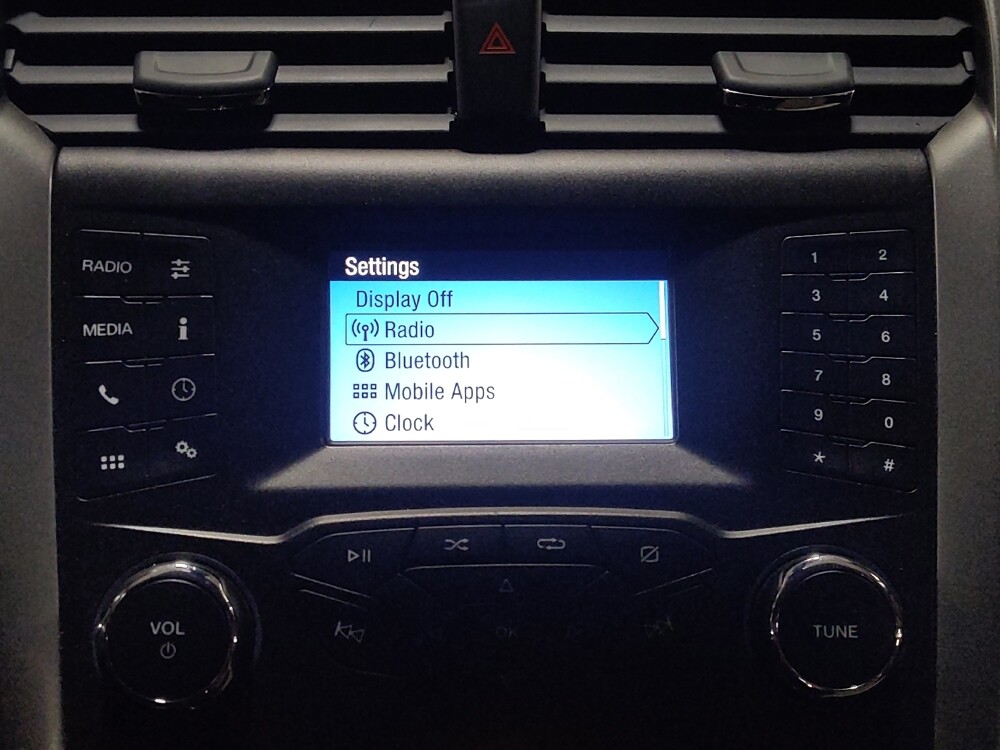 RADIO
MEDIA
Settings
Display Off
Radio
Bluetooth
Mobile Apps
Clock
1 2
3 4
5 6
7 8
9 0
* #
VOL
OK
TUNE